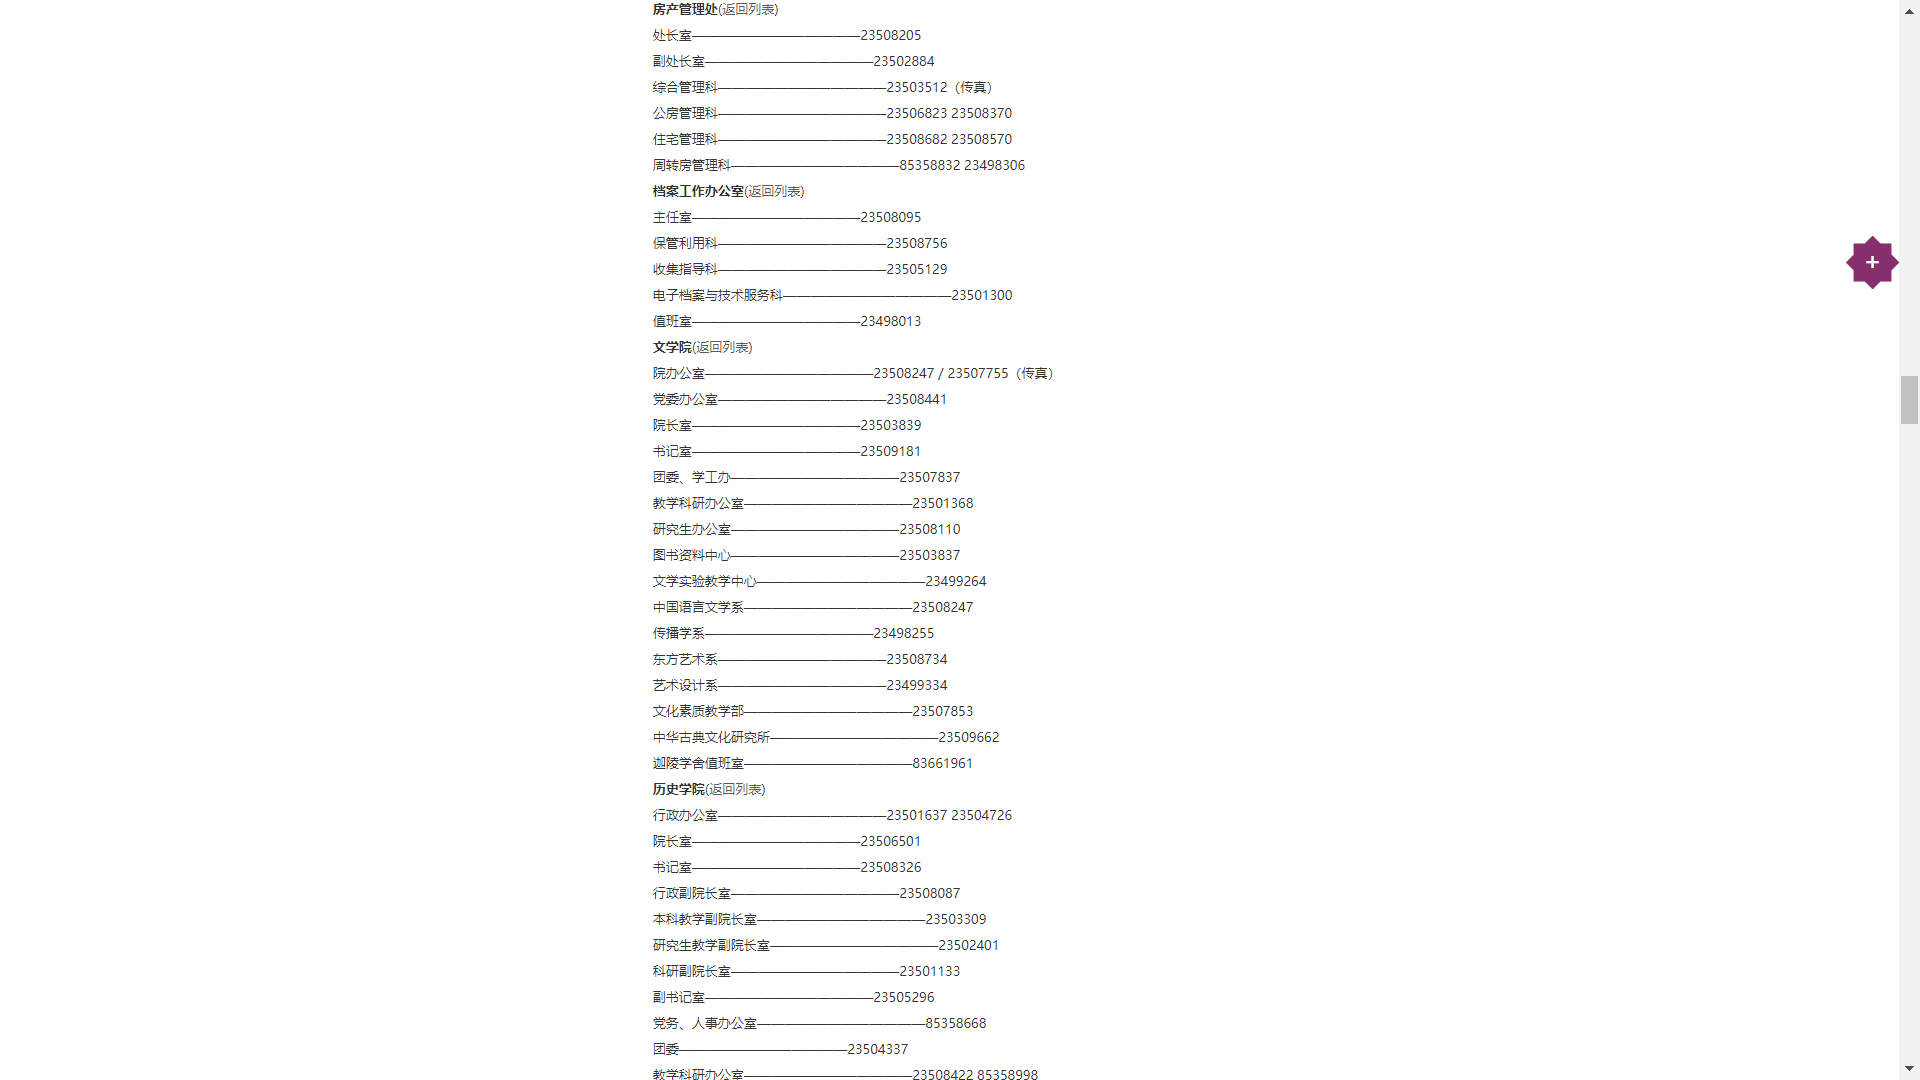 房产管理处(返回列表)
处长室————————————23508205
副处长室————————————23502884
综合管理科————————————23503512（传真）
公房管理科————————————23506823 23508370
住宅管理科————————————23508682 23508570
周转房管理科————————————85358832 23498306
档案工作办公室(返回列表)
主任室————————————23508095
保管利用科————————————23508756
收集指导科————————————23505129
电子档案与技术服务科————————————23501300
值班室————————————23498013
文学院(返回列表)
院办公室————————————23508247 / 23507755（传真）
党委办公室————————————23508441
院长室————————————23503839
书记室————————————23509181
团委、学工办————————————23507837
教学科研办公室————————————23501368
研究生办公室————————————23508110
图书资料中心————————————23503837
文学实验教学中心————————————23499264
中国语言文学系————————————23508247
传播学系————————————23498255
东方艺术系————————————23508734
艺术设计系————————————23499334
文化素质教学部————————————23507853
中华古典文化研究所————————————23509662
迦陵学舍值班室————————————83661961
历史学院(返回列表)
行政办公室————————————23501637 23504726
院长室————————————23506501
书记室————————————23508326
行政副院长室————————————23508087
本科教学副院长室————————————23503309
研究生教学副院长室————————————23502401
科研副院长室————————————23501133
副书记室————————————23505296
党务、人事办公室————————————85358668
团委————————————23504337
教学科研办公室————————————23508422 85358998